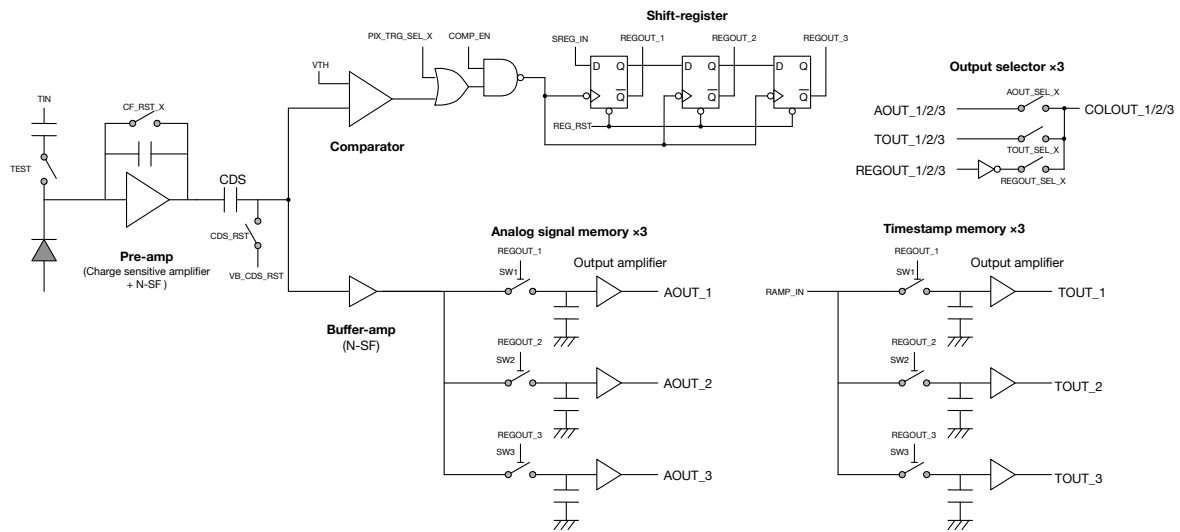 Shift-register
PIX_TRG_SEL_X
COMP_EN
SREG_IN
REGOUT_1
REGOUT_2
REGOUT_3
VTH
D Q
D Q
D Q
Q
Q
Q
REG_RST
Comparator
Output selector ×3
AOUT_SEL_X
AOUT_1/2/3
COLOUT_1/2/3
TOUT_1/2/3
TOUT_SEL_X
REGOUT_1/2/3
REGOUT_SEL_X
TIN
CF_RST_X
TEST
CDS
CDS_RST
VB_CDS_RST
Pre-amp
(Charge sensitive amplifier
+ N-SF )
Buffer-amp
(N-SF)
Analog signal memory ×3
REGOUT_1
SW1
Output amplifier
AOUT_1
REGOUT_2
SW2
AOUT_2
REGOUT_3
SW3
AOUT_3
Timestamp memory ×3
REGOUT_1
SW1
Output amplifier
RAMP_IN
TOUT_1
REGOUT_2
SW2
TOUT_2
REGOUT_3
SW3
TOUT_3